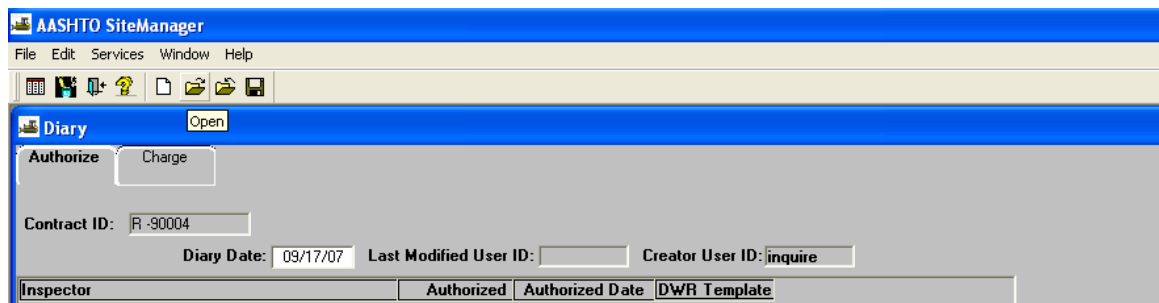 AASHTO SiteManager
File Edit Services Window Help
Open
Diary
Authorize Charge
Contract ID: R -90004
Diary Date: 09/17/07 Last Modified User ID: Creator User ID: inquire
Inspector Authorized Authorized Date DWR Template